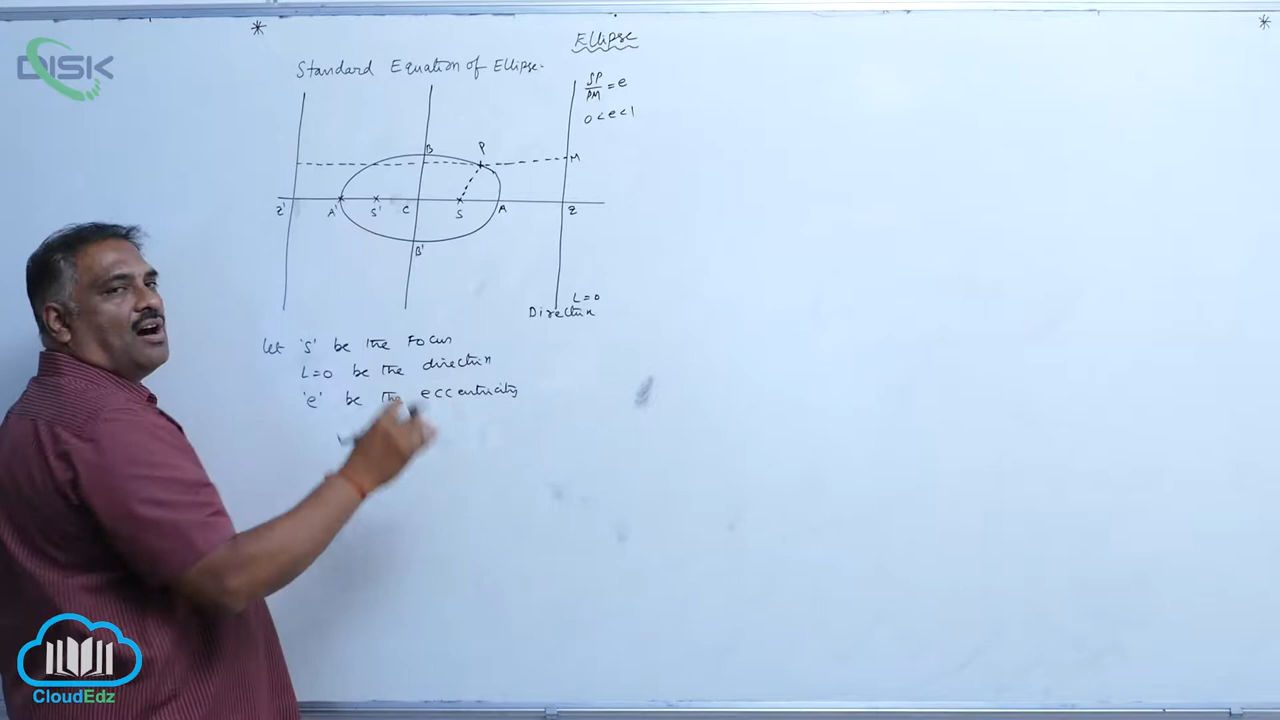 DISK
*
*
Ellipse
Standard Equation of Ellipse.
SP/PM = e
0 < e < 1
B
P
M
Z'
A'
S'
C
S
A
Z
B'
L=0
Directrix
let 'S' be the Focus
L=0 be the directrix
'e' be the eccentricity
CloudEdz